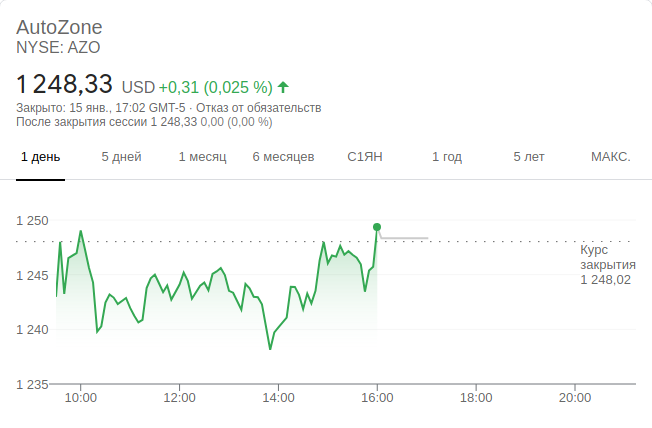 AutoZone
NYSE: AZO
1 248,33 USD +0,31 (0,025 %)
Закрыто: 15 янв., 17:02 GMT-5 · Отказ от обязательств
После закрытия сессии 1 248,33 0,00 (0,00 %)
1 день 5 дней 1 месяц 6 месяцев С1ЯН 1 год 5 лет МАКС.
1 250
Курс
закрытия
1 248,02
1 245
1 240
1 235
10:00 12:00 14:00 16:00 18:00 20:00